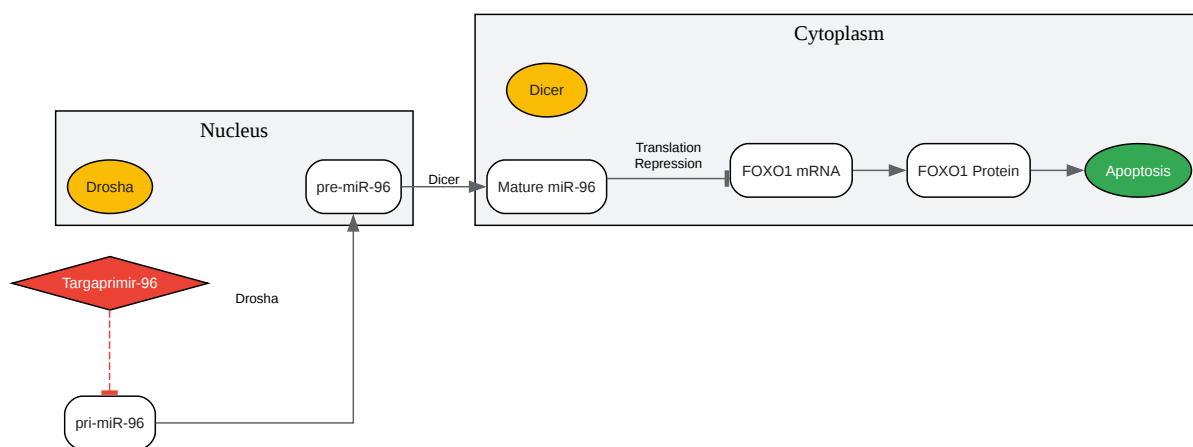 Cytoplasm
Dicer
Nucleus
Translation
Repression
Drosha
pre-miR-96
Dicer
Mature miR-96
FOXO1 mRNA
FOXO1 Protein
Apoptosis
Targaprimir-96
Drosha
pri-miR-96